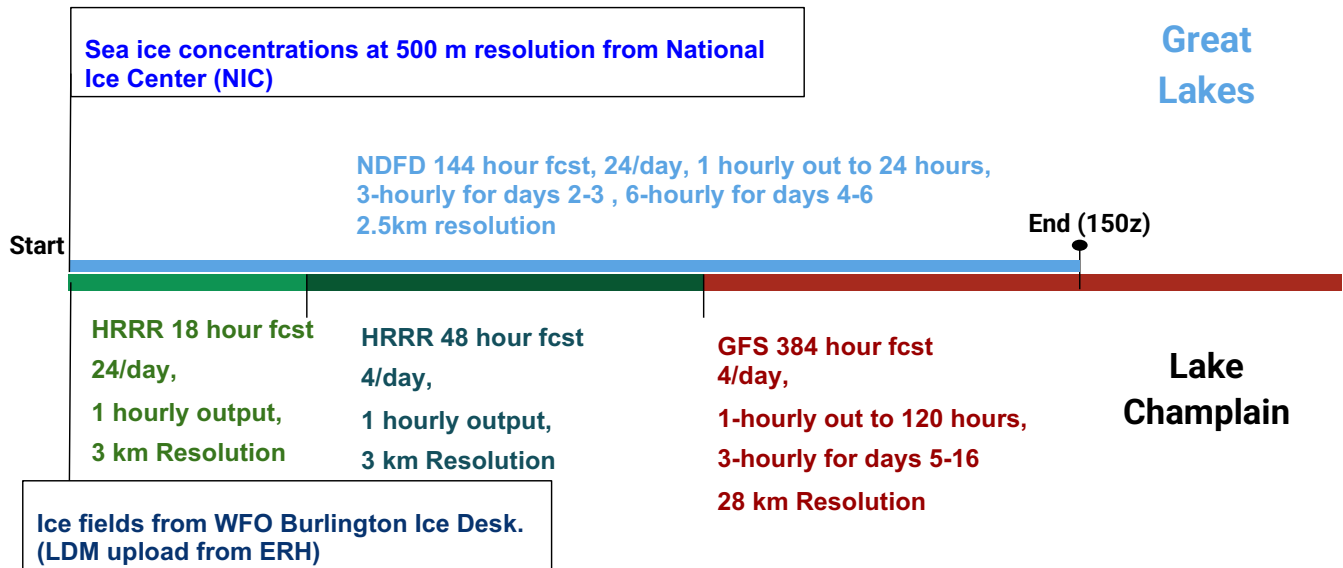 Sea ice concentrations at 500 m resolution from National
Ice Center (NIC)
Great
Lakes
NDFD 144 hour fcst, 24/day, 1 hourly out to 24 hours,
3-hourly for days 2-3 , 6-hourly for days 4-6
2.5km resolution
Start
End (150z)
HRRR 18 hour fcst
24/day,
1 hourly output,
3 km Resolution
HRRR 48 hour fcst
4/day,
1 hourly output,
3 km Resolution
GFS 384 hour fcst
4/day,
1-hourly out to 120 hours,
3-hourly for days 5-16
28 km Resolution
Lake
Champlain
Ice fields from WFO Burlington Ice Desk.
(LDM upload from ERH)